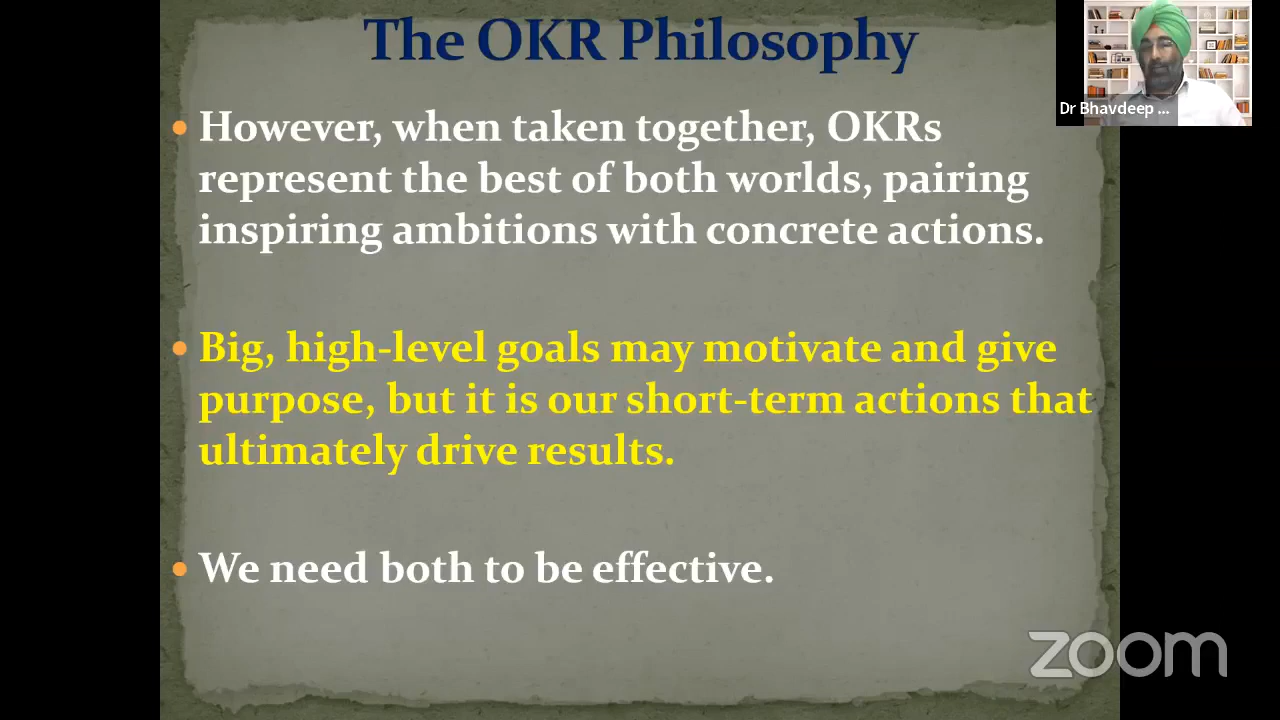 The OKR Philosophy
Dr Bhavdeep ...
• However, when taken together, OKRs
represent the best of both worlds, pairing
inspiring ambitions with concrete actions.
• Big, high-level goals may motivate and give
purpose, but it is our short-term actions that
ultimately drive results.
• We need both to be effective.
zoom